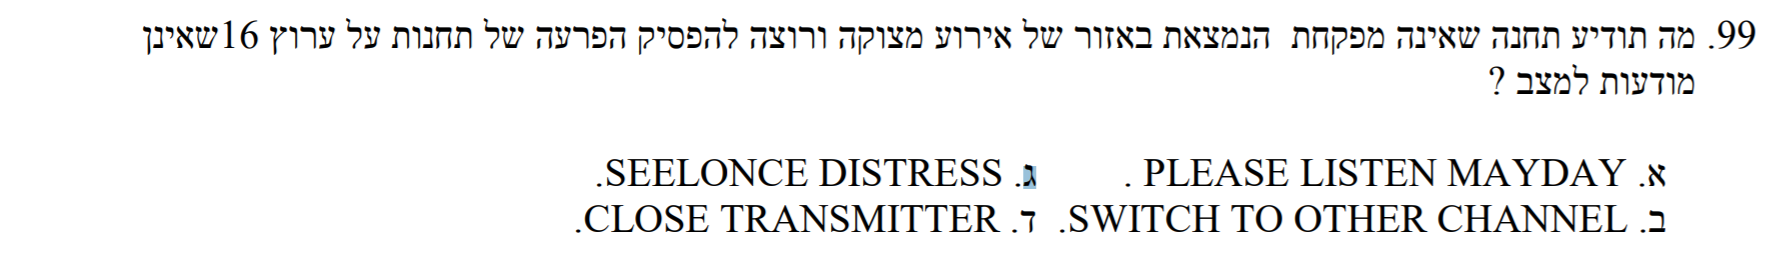 99. מה תודיע תחנה שאינה מפקחת הנמצאת באזור של אירוע מצוקה ורוצה להפסיק הפרעה של תחנות על ערוץ 16שאינן
מודעות למצב ?
א. PLEASE LISTEN MAYDAY . ג. SEELONCE DISTRESS.
ב. SWITCH TO OTHER CHANNEL. ד. CLOSE TRANSMITTER.